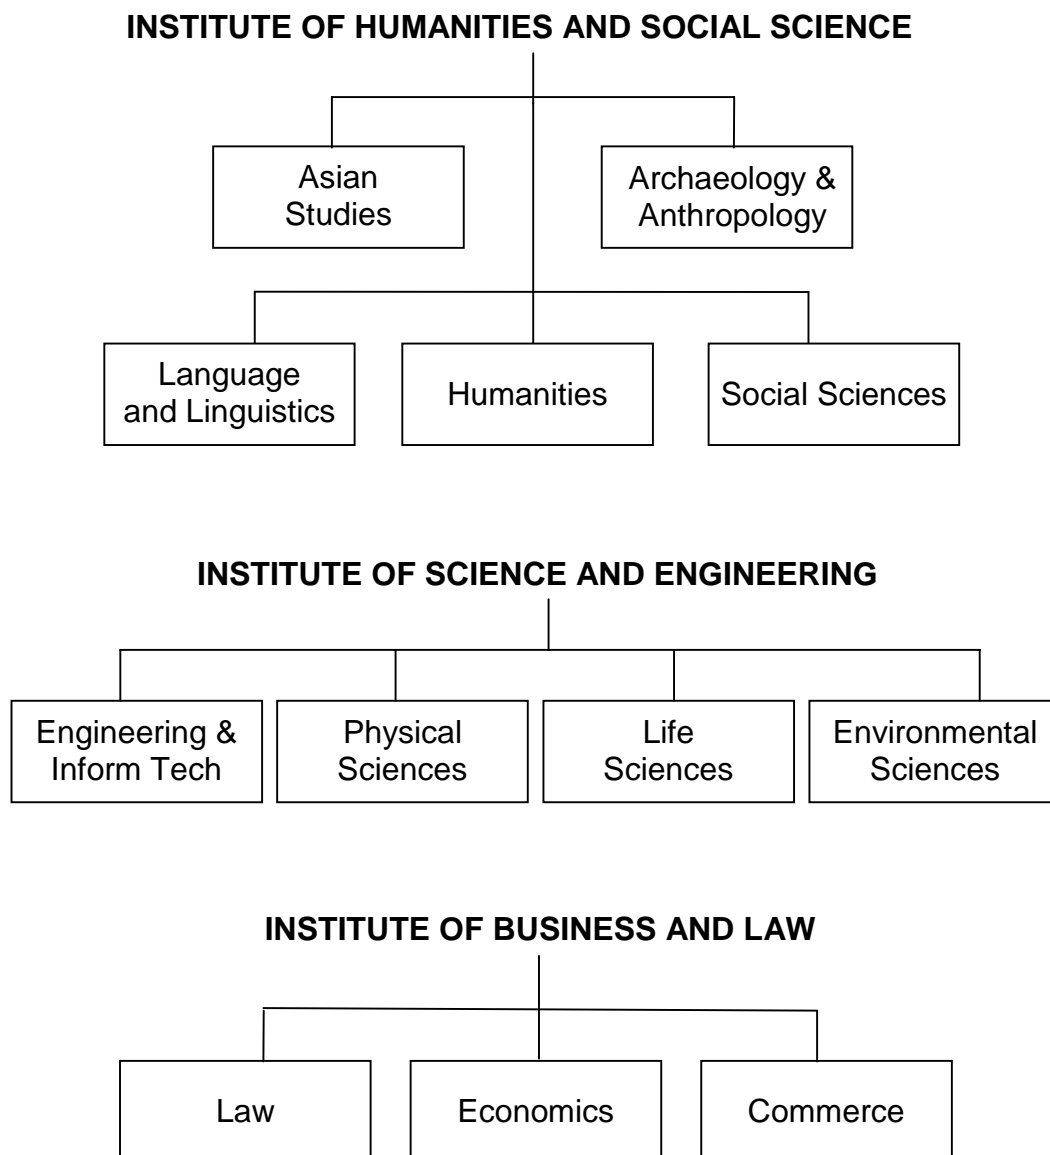 INSTITUTE OF HUMANITIES AND SOCIAL SCIENCE
Asian
Studies
Archaeology &
Anthropology
Language
and Linguistics
Humanities
Social Sciences
INSTITUTE OF SCIENCE AND ENGINEERING
Engineering &
Inform Tech
Physical
Sciences
Life
Sciences
Environmental
Sciences
INSTITUTE OF BUSINESS AND LAW
Law
Economics
Commerce